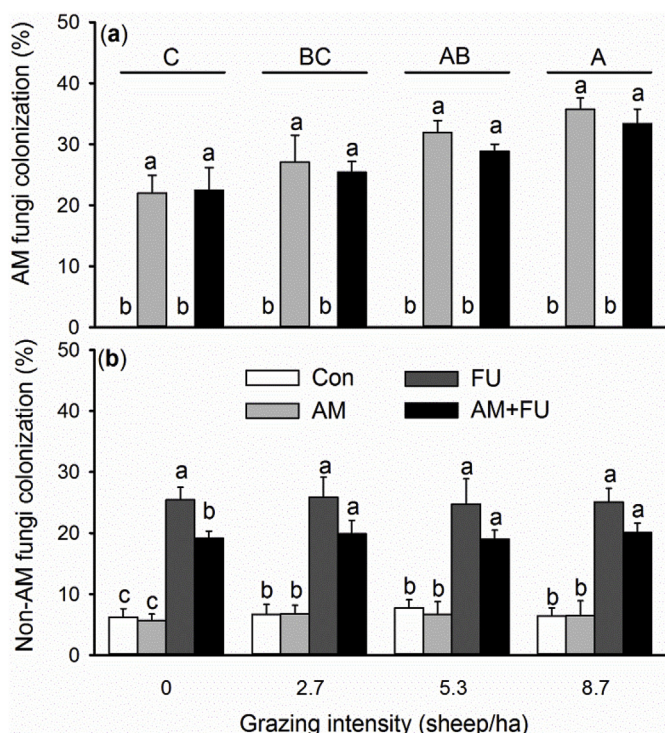 50
(a)
C
BC
AB
A
AM fungi colonization (%)
40
30
20
10
0
a a a a a a a a
b b b b b b b b
50
(b)
Con
FU
AM
AM+FU
Non-AM fungi colonization (%)
40
30
20
10
0
c c a b
b b a a
b b a a
b b a a
0 2.7 5.3 8.7
Grazing intensity (sheep/ha)